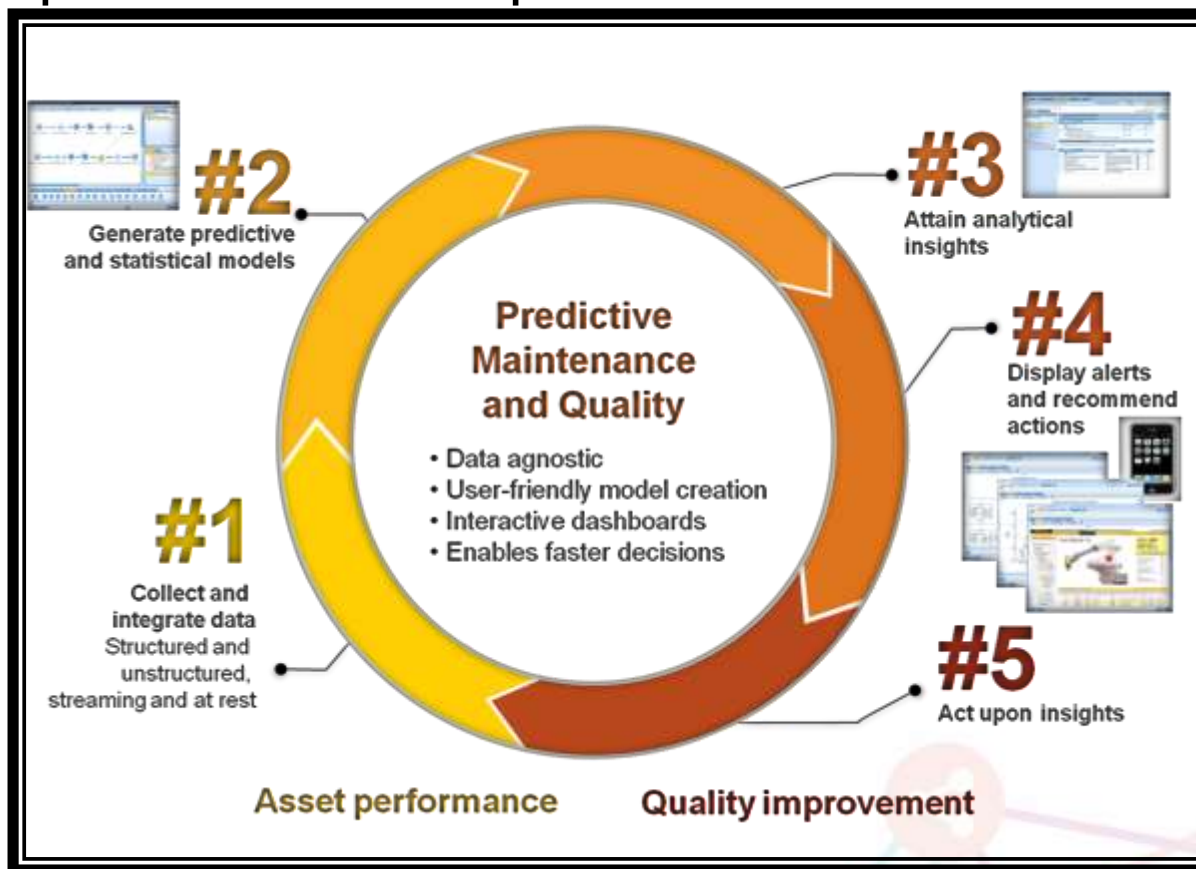 #1
Collect and
integrate data
Structured and
unstructured,
streaming and at rest
#2
Generate predictive
and statistical models
#3
Attain analytical
insights
#4
Display alerts
and recommend
actions
#5
Act upon insights
Predictive
Maintenance
and Quality
• Data agnostic
• User-friendly model creation
• Interactive dashboards
• Enables faster decisions
Asset performance
Quality improvement